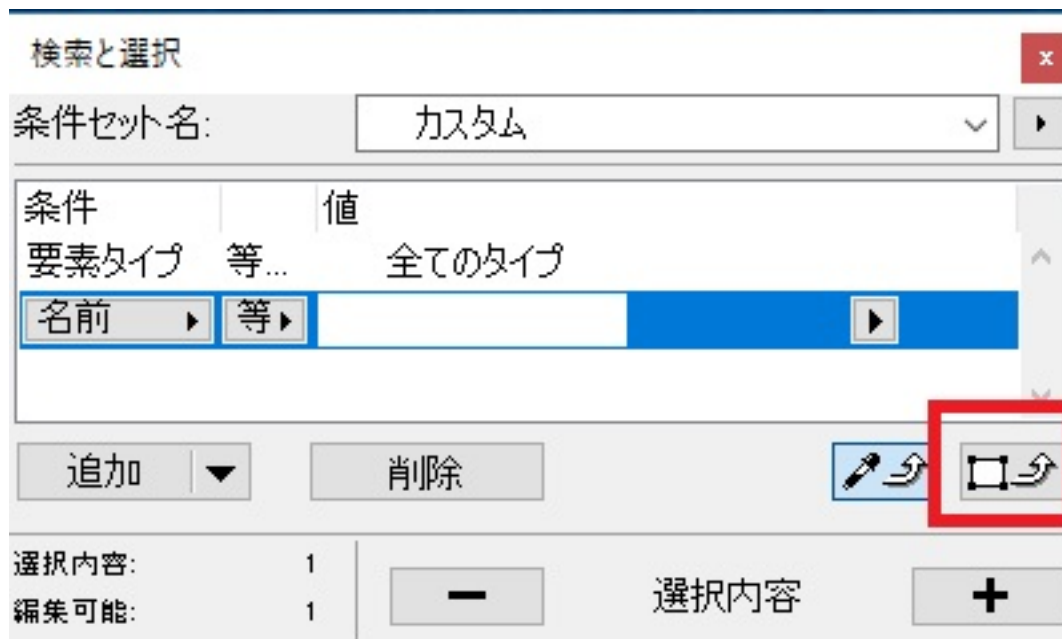 検索と選択
x
条件セット名: カスタム
条件 値
要素タイプ 等... 全てのタイプ
名前 等
追加 削除
選択内容: 1
編集可能: 1
選択内容